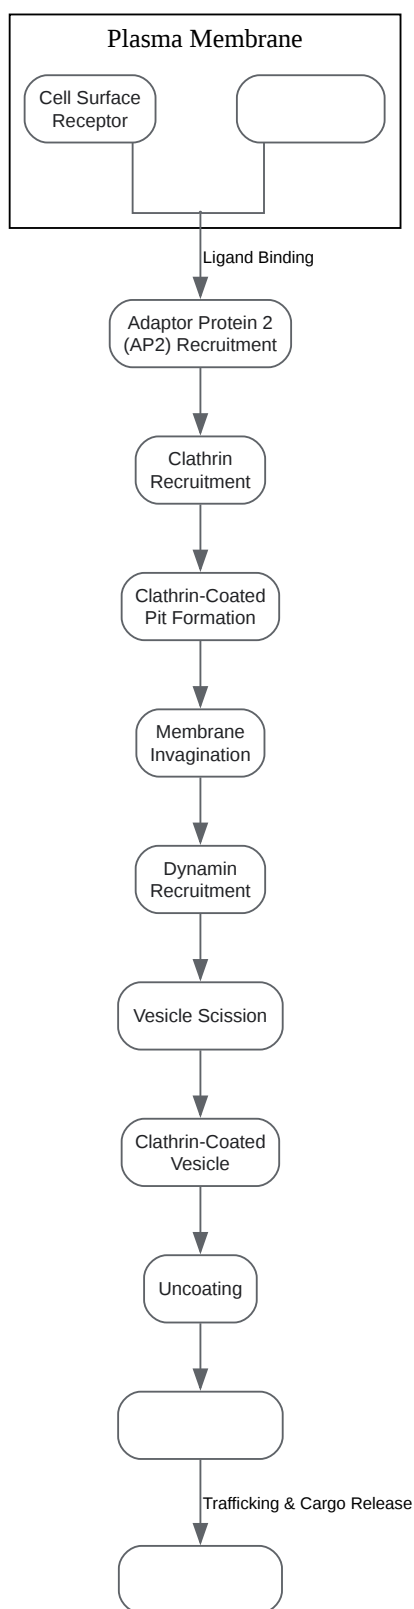 Plasma Membrane
Cell Surface
Receptor
Ligand Binding
Adaptor Protein 2
(AP2) Recruitment
Clathrin
Recruitment
Clathrin-Coated
Pit Formation
Membrane
Invagination
Dynamin
Recruitment
Vesicle Scission
Clathrin-Coated
Vesicle
Uncoating
Trafficking & Cargo Release